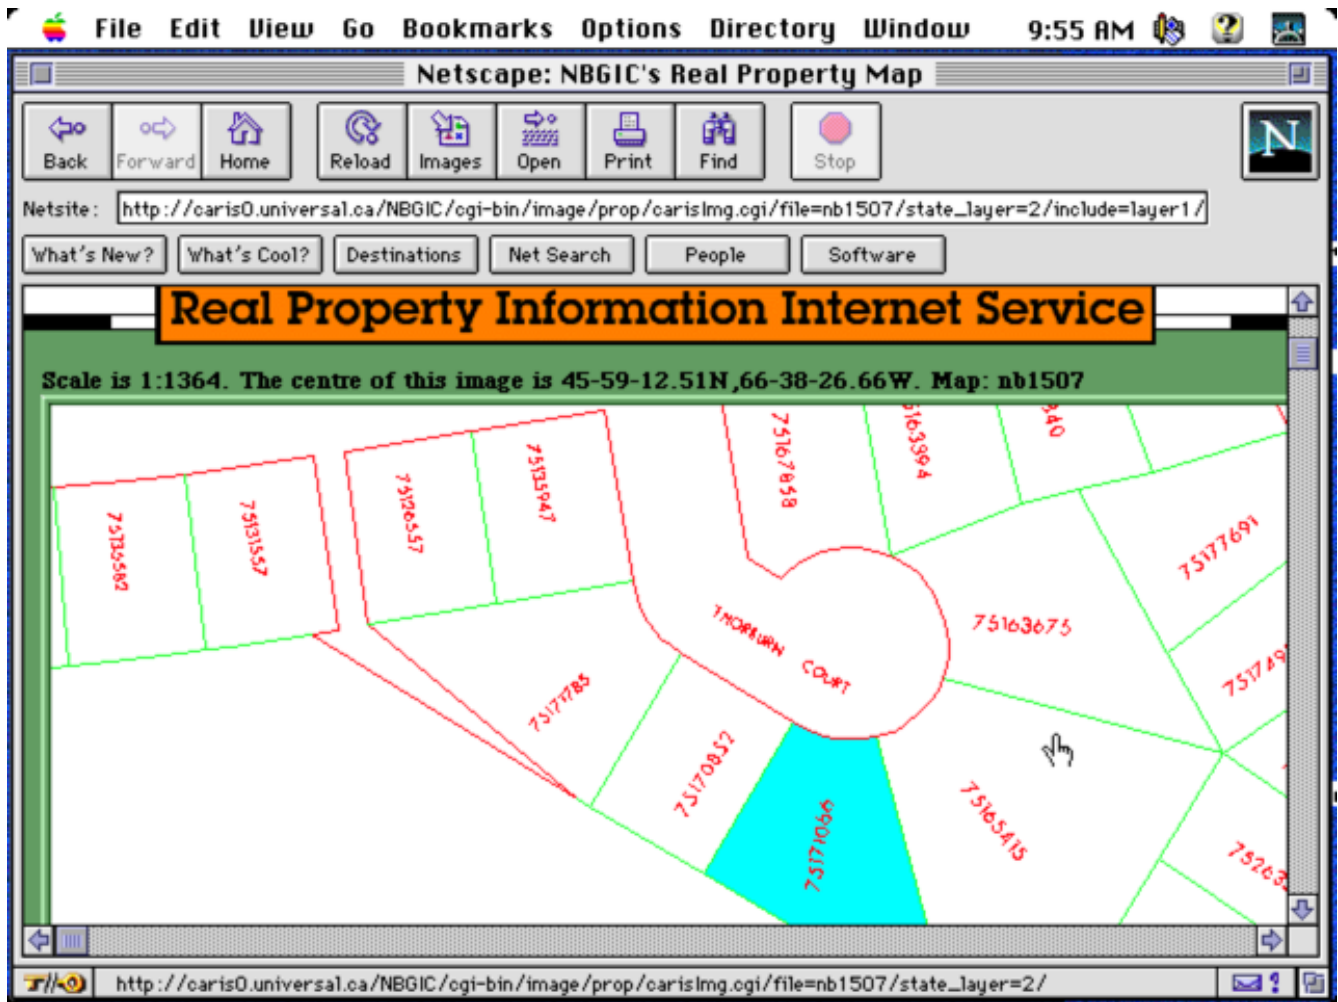 File Edit View Go Bookmarks Options Directory Window 9:55 AM
Netscape: NBGIC's Real Property Map
Back Forward Home Reload Images Open Print Find Stop
N
Netsite: http://caris0.universal.ca/NBGIC/cgi-bin/image/prop/carisImg.cgi/file=nb1507/state_layer=2/include=layer1/
What's New? What's Cool? Destinations Net Search People Software
Real Property Information Internet Service
Scale is 1:1364. The centre of this image is 45-59-12.51N,66-38-26.66W. Map: nb1507
75167858
75163394
340
75135947
75126557
75131557
75135582
75177691
THORBURN COURT
75163675
751749
75171785
75170852
75171066
75165415
75263
http://caris0.universal.ca/NBGIC/cgi-bin/image/prop/carisImg.cgi/file=nb1507/state_layer=2/